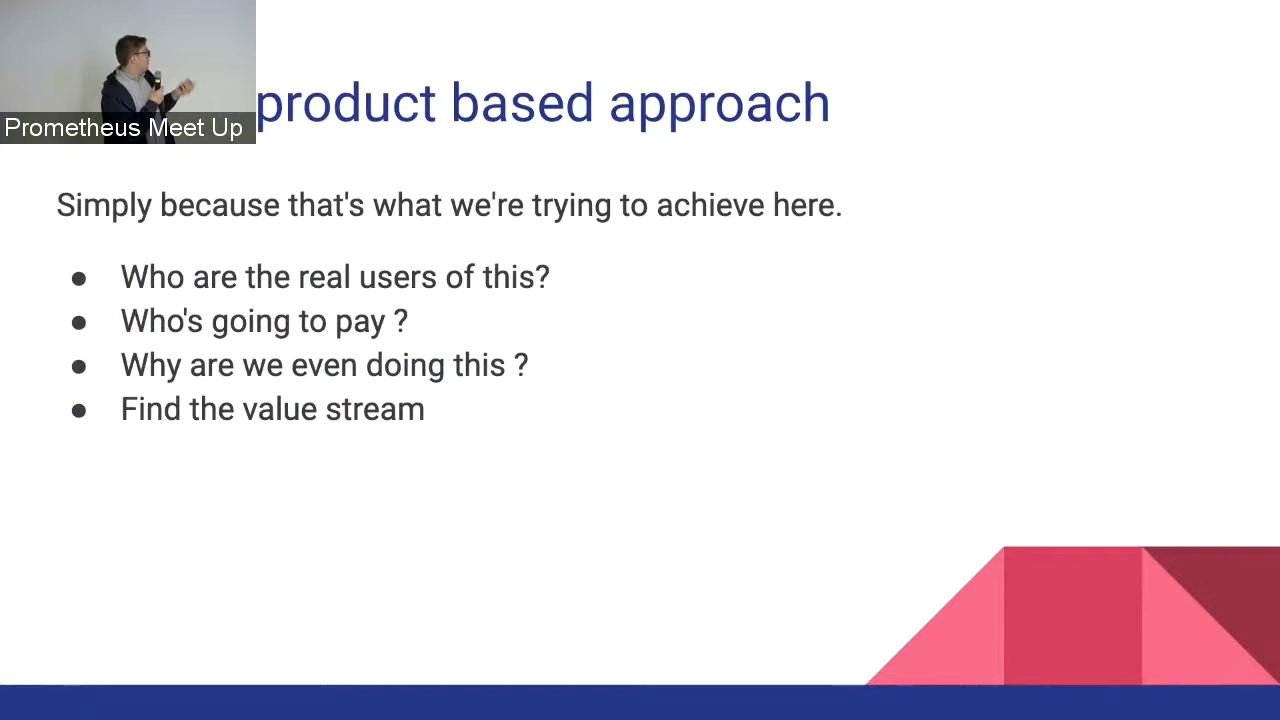 product based approach
Prometheus Meet Up
Simply because that's what we're trying to achieve here.
● Who are the real users of this?
● Who's going to pay ?
● Why are we even doing this ?
● Find the value stream